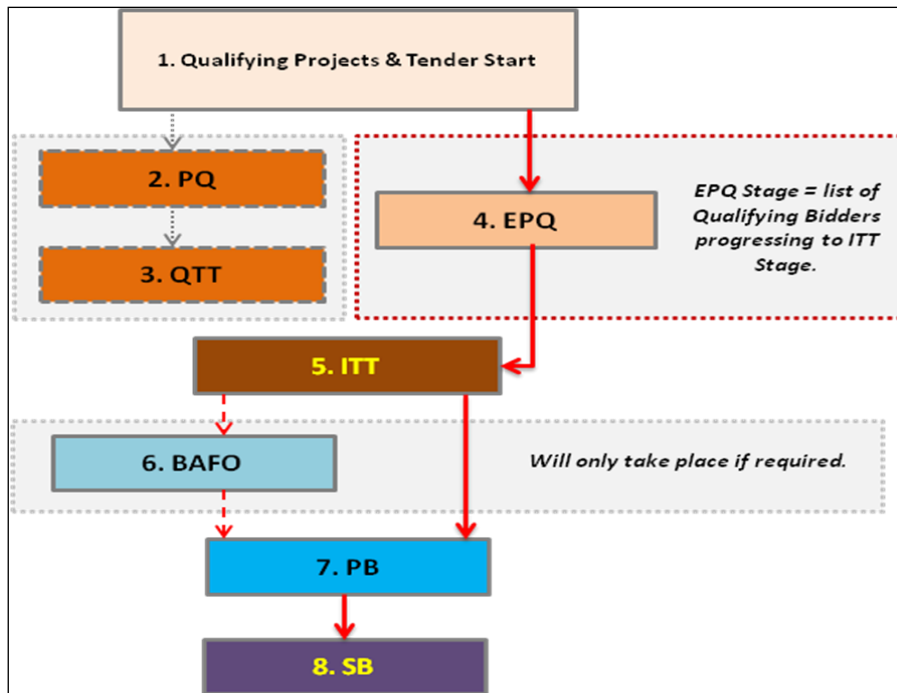 1. Qualifying Projects & Tender Start
2. PQ
3. QTT
4. EPQ
EPQ Stage = list of
Qualifying Bidders
progressing to ITT
Stage.
5. ITT
6. BAFO
Will only take place if required.
7. PB
8. SB